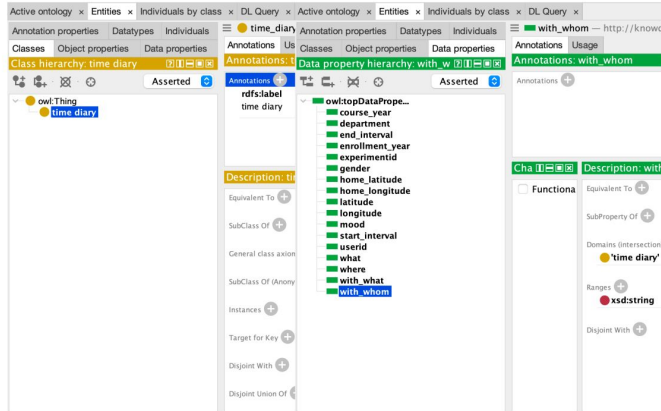 Active ontology × Entities × Individuals by class × DL Query ×
Annotation properties Datatypes Individuals
Classes Object properties Data properties
Class hierarchy: time diary
Asserted
owl:Thing
time diary
time_diary
Annotations Us
Annotations: t
Annotations
rdfs:label
time diary
Description: ti
Equivalent To
SubClass Of
General class axion
SubClass Of (Anony
Instances
Target for Key
Disjoint With
Disjoint Union Of
Active ontology × Entities × Individuals by class × DL Query ×
Annotation properties Datatypes Individuals
Classes Object properties Data properties
Data property hierarchy: with_w
Asserted
owl:topDataPrope...
course_year
department
end_interval
enrollment_year
experimentid
gender
home_latitude
home_longitude
latitude
longitude
mood
start_interval
userid
what
where
with_what
with_whom
with_whom — http://knowd
Annotations Usage
Annotations: with_whom
Annotations
Cha
Functiona
Description: with
Equivalent To
SubProperty Of
Domains (intersection
'time diary'
Ranges
xsd:string
Disjoint With